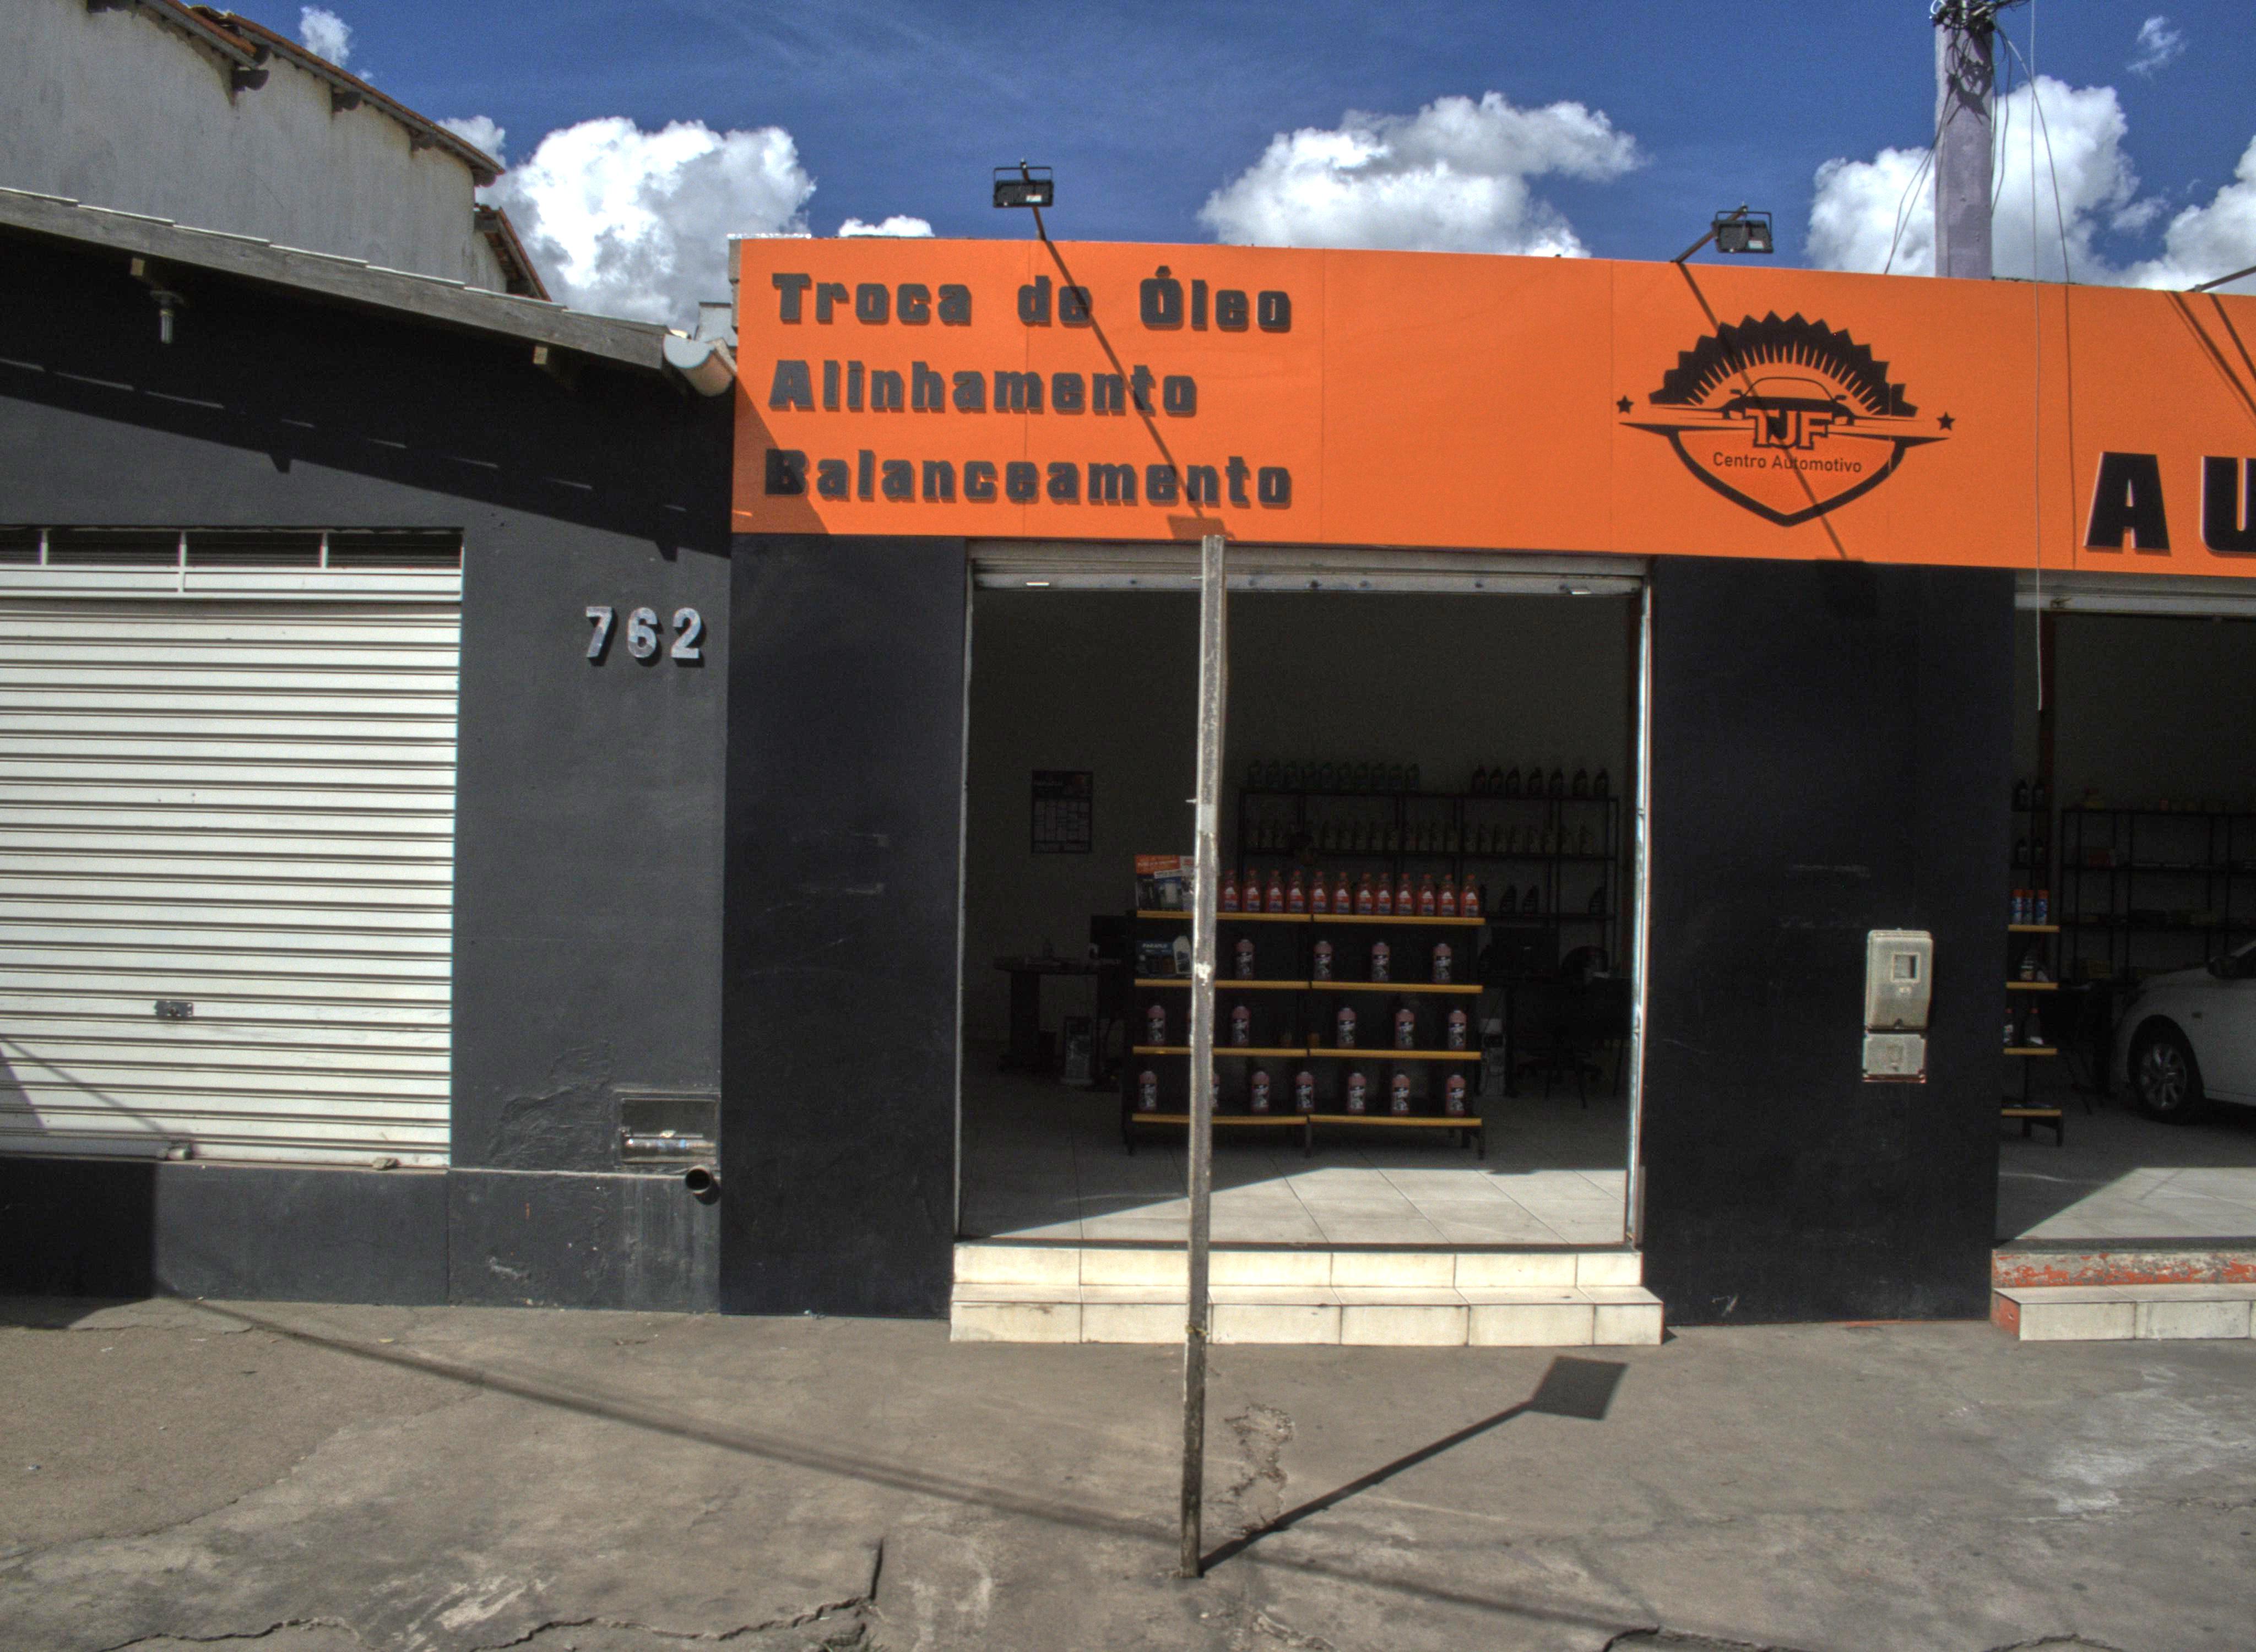 Troca de Óleo
Alinhamento
Balanceamento
TJF
Centro Automotivo
AU
762